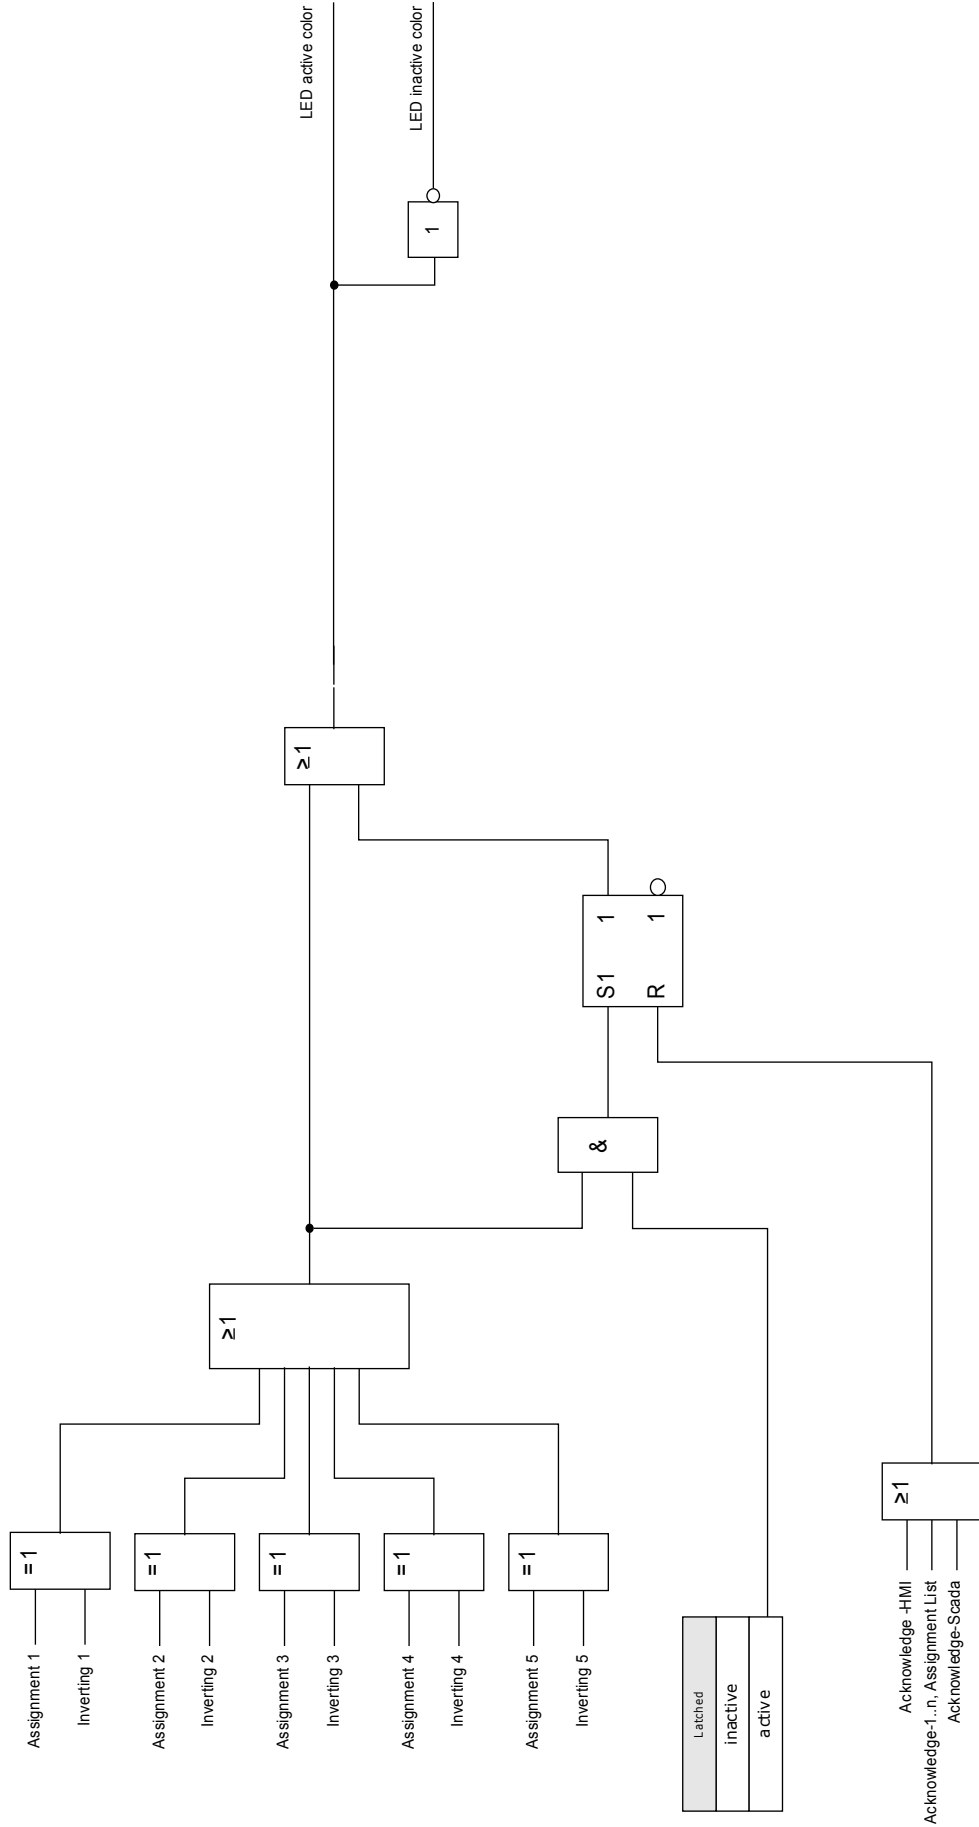 Assignment 1
Inverting 1
Assignment 2
Inverting 2
Assignment 3
Inverting 3
Assignment 4
Inverting 4
Assignment 5
Inverting 5
=1
=1
=1
=1
=1
≥1
Latched
inactive
active
Acknowledge -HMI
Acknowledge-1..n, Assignment List
Acknowledge-Scada
≥1
&
S1 1
R 1
≥1
1
LED active color
LED inactive color